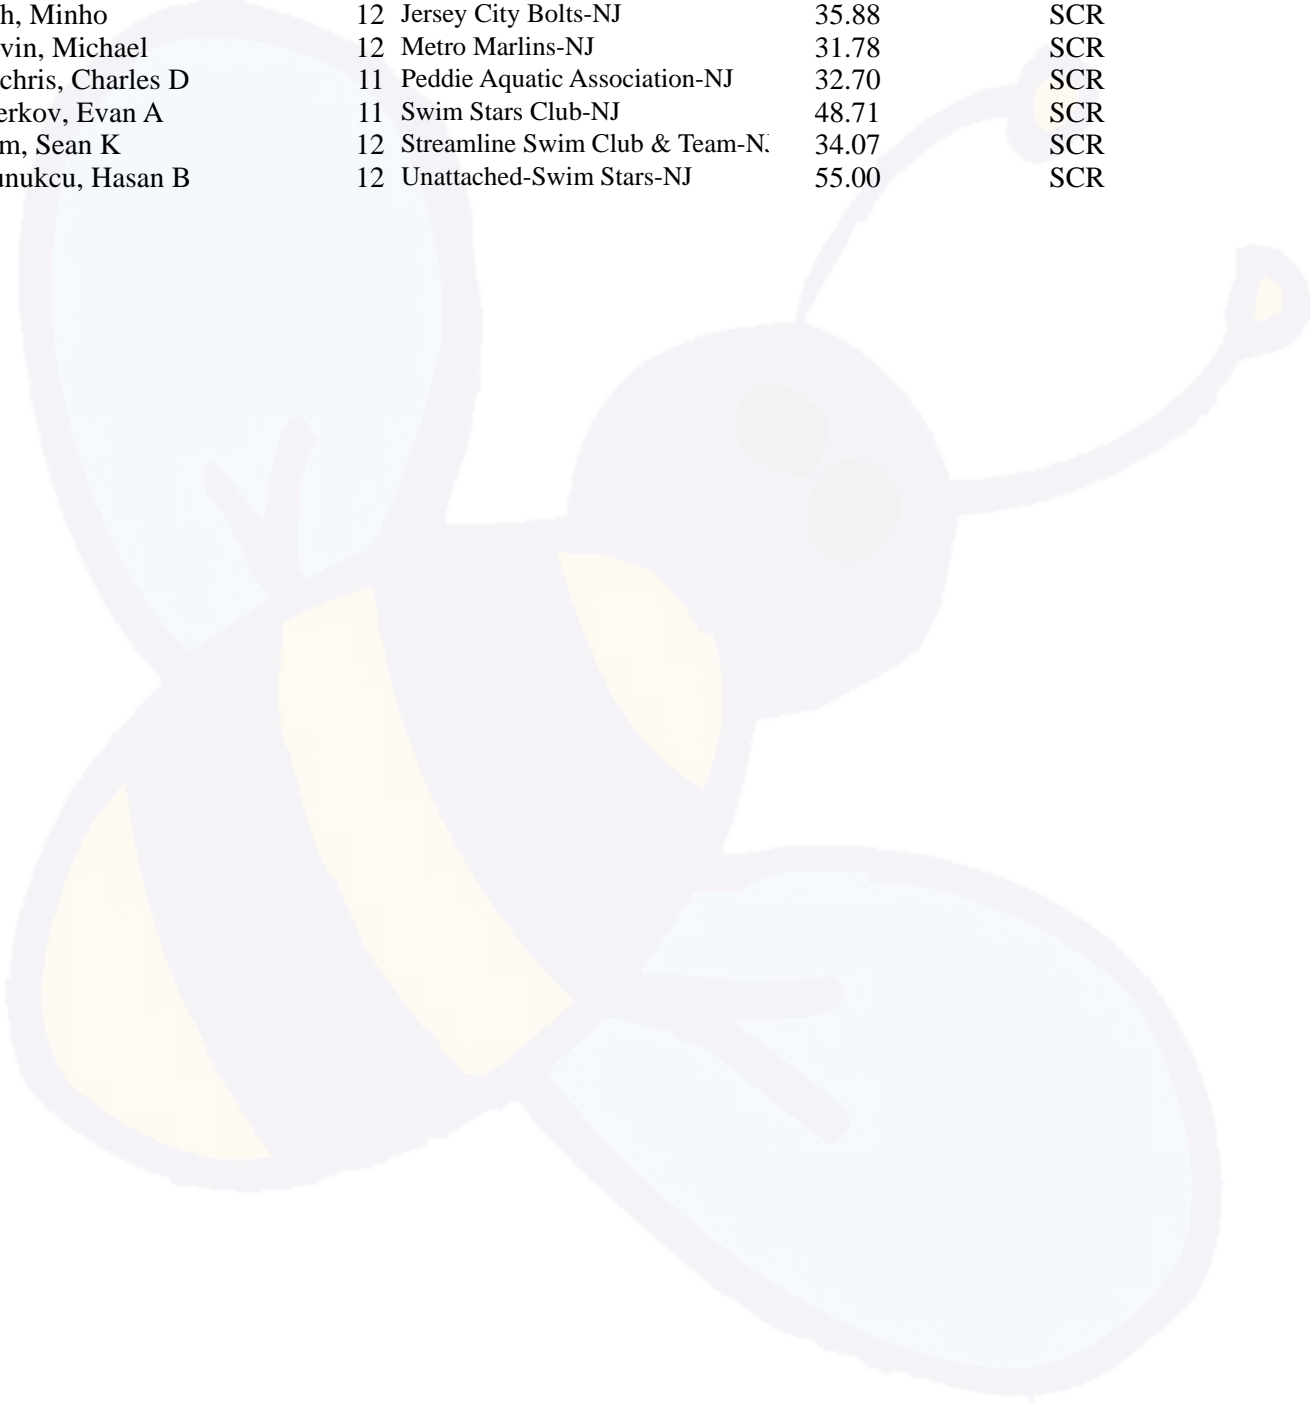 h, Minho 12 Jersey City Bolts-NJ 35.88 SCR
vin, Michael 12 Metro Marlins-NJ 31.78 SCR
chris, Charles D 11 Peddie Aquatic Association-NJ 32.70 SCR
erkov, Evan A 11 Swim Stars Club-NJ 48.71 SCR
m, Sean K 12 Streamline Swim Club & Team-N 34.07 SCR
unukcu, Hasan B 12 Unattached-Swim Stars-NJ 55.00 SCR